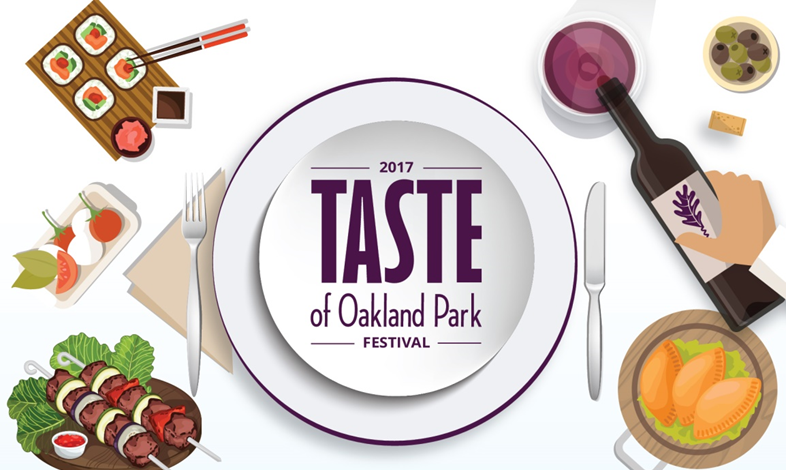 2017
TASTE
of Oakland Park
FESTIVAL